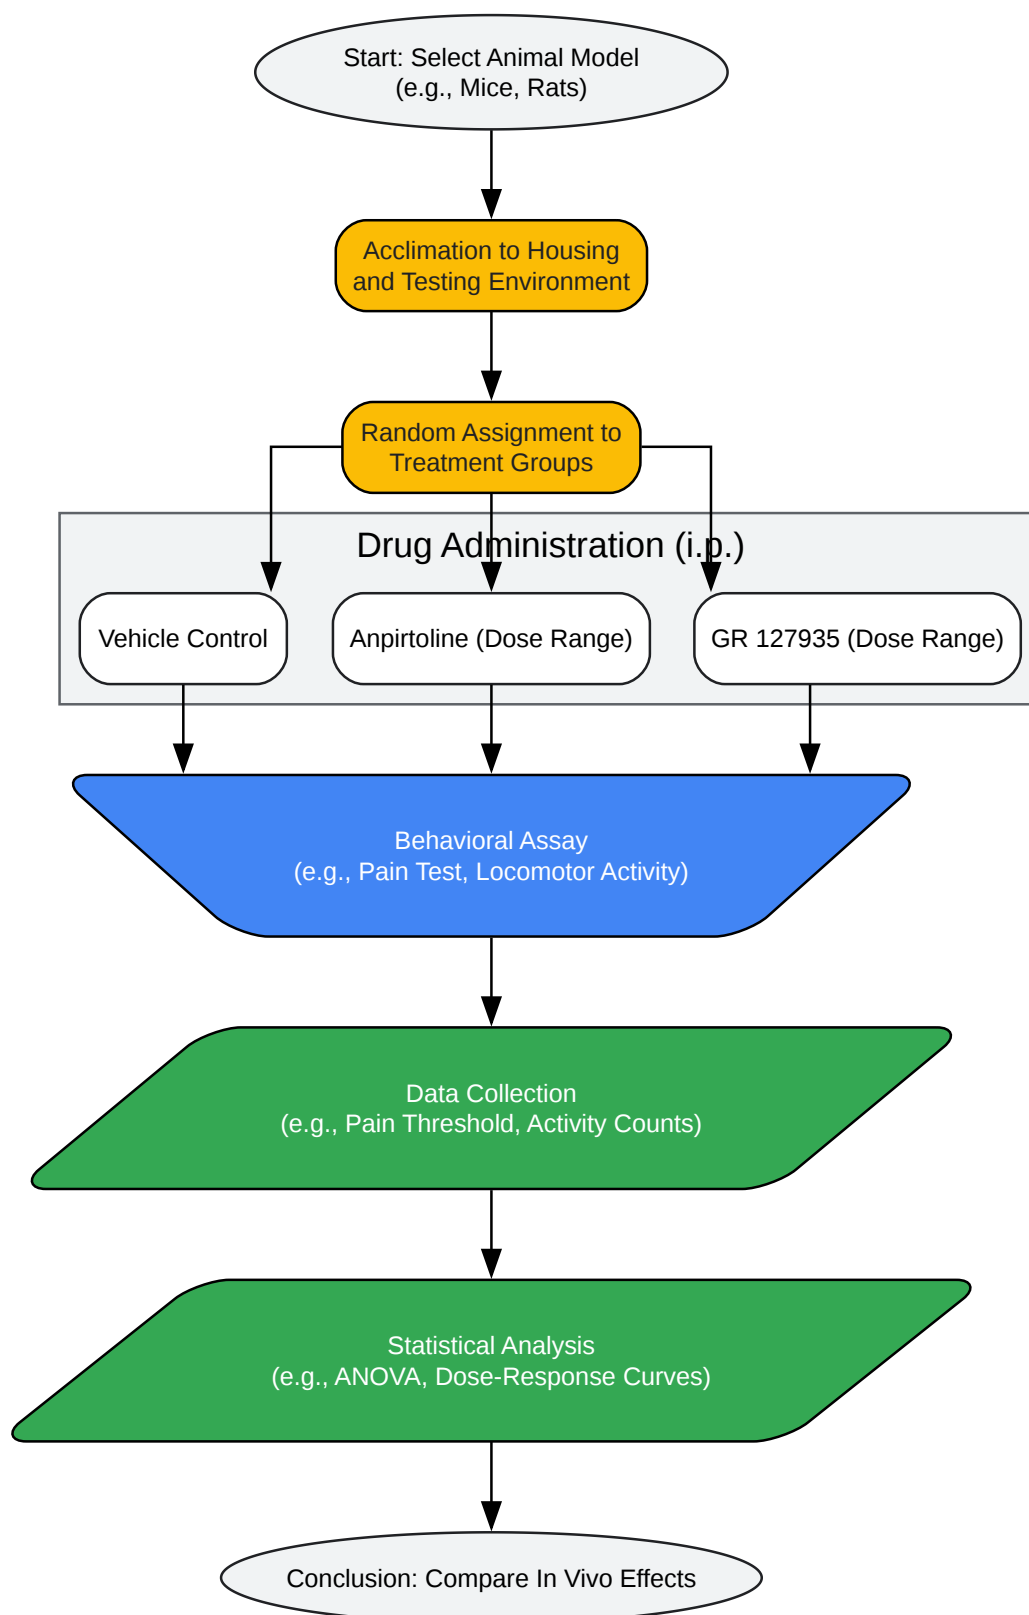 Start: Select Animal Model
(e.g., Mice, Rats)
Acclimation to Housing
and Testing Environment
Random Assignment to
Treatment Groups
Drug Administration (i.p.)
Vehicle Control
Anpirtoline (Dose Range)
GR 127935 (Dose Range)
Behavioral Assay
(e.g., Pain Test, Locomotor Activity)
Data Collection
(e.g., Pain Threshold, Activity Counts)
Statistical Analysis
(e.g., ANOVA, Dose-Response Curves)
Conclusion: Compare In Vivo Effects